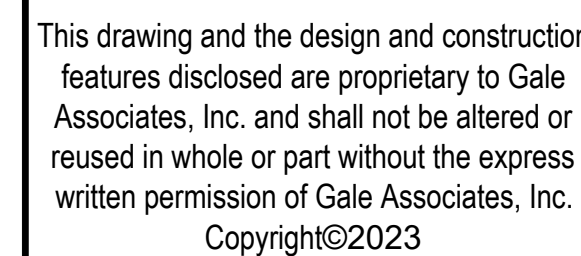 This drawing and the design and construction
features disclosed are proprietary to Gale
Associates, Inc. and shall not be altered or
reused in whole or part without the express
written permission of Gale Associates, Inc.
Copyright©2023